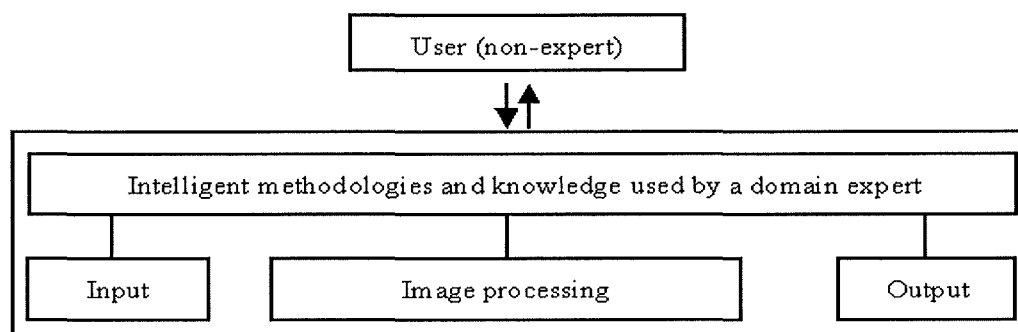 User (non-expert)
Intelligent methodologies and knowledge used by a domain expert
Input
Image processing
Output